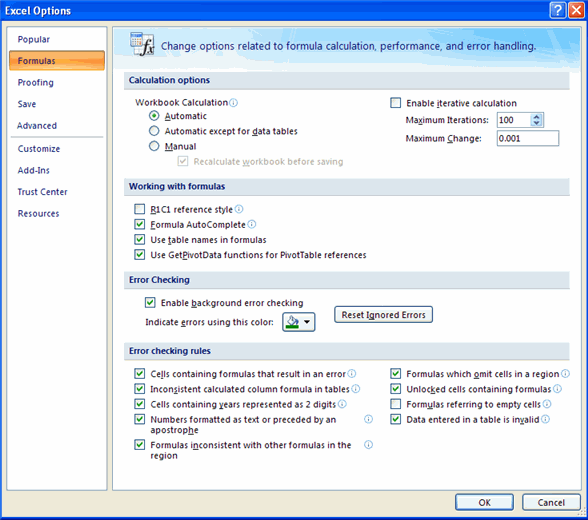 Excel Options
Popular
Formulas
Proofing
Save
Advanced
Customize
Add-Ins
Trust Center
Resources
Change options related to formula calculation, performance, and error handling.
Calculation options
Workbook Calculation
Automatic
Automatic except for data tables
Manual
Recalculate workbook before saving
Enable iterative calculation
Maximum Iterations: 100
Maximum Change: 0.001
Working with formulas
R1C1 reference style
Formula AutoComplete
Use table names in formulas
Use GetPivotData functions for PivotTable references
Error Checking
Enable background error checking
Indicate errors using this color:
Reset Ignored Errors
Error checking rules
Cells containing formulas that result in an error
Inconsistent calculated column formula in tables
Cells containing years represented as 2 digits
Numbers formatted as text or preceded by an
apostrophe
Formulas inconsistent with other formulas in the
region
Formulas which omit cells in a region
Unlocked cells containing formulas
Formulas referring to empty cells
Data entered in a table is invalid
OK
Cancel